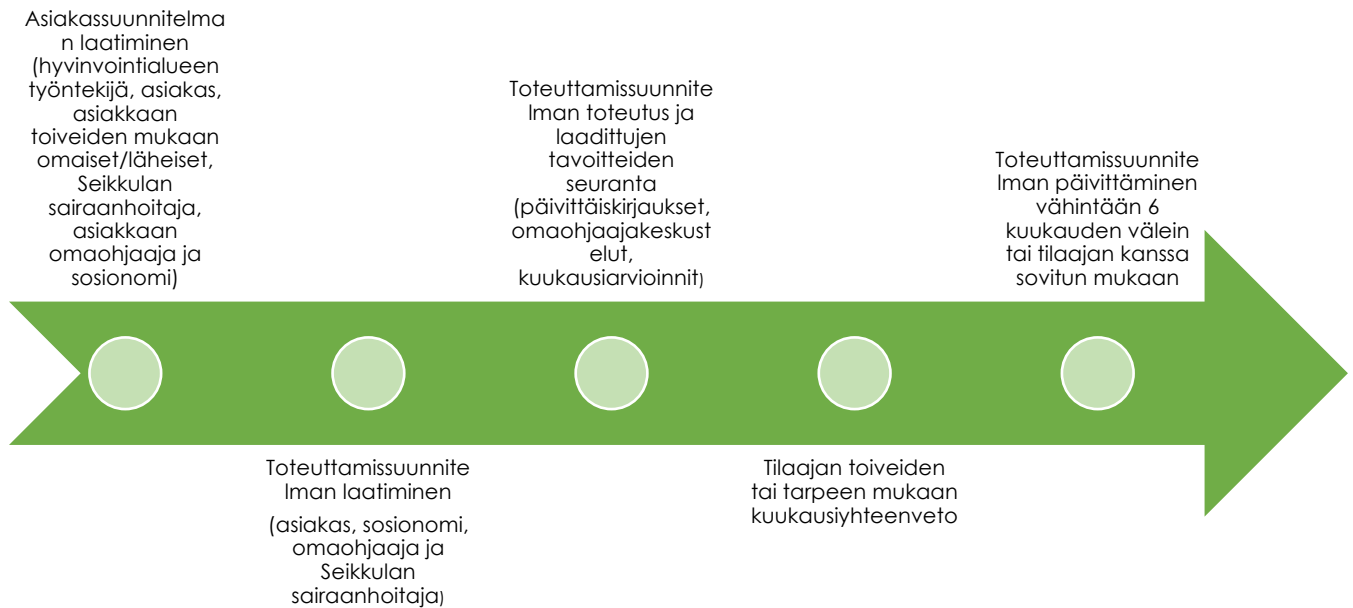 Asiakassuunnitelma
n laatiminen
(hyvinvointialueen
työntekijä, asiakas,
asiakkaan
toiveiden mukaan
omaiset/läheiset,
Seikkulan
sairaanhoitaja,
asiakkaan
omaohjaaja ja
sosionomi)
Toteuttamissuunnite
lman laatiminen
(asiakas, sosionomi,
omaohjaaja ja
Seikkulan
sairaanhoitaja)
Toteuttamissuunnite
lman toteutus ja
laadittujen
tavoitteiden
seuranta
(päivittäiskirjaukset,
omaohjaajakeskust
elut,
kuukausiarvioinnit)
Tilaajan toiveiden
tai tarpeen mukaan
kuukausiyhteenveto
Toteuttamissuunnite
lman päivittäminen
vähintään 6
kuukauden välein
tai tilaajan kanssa
sovitun mukaan